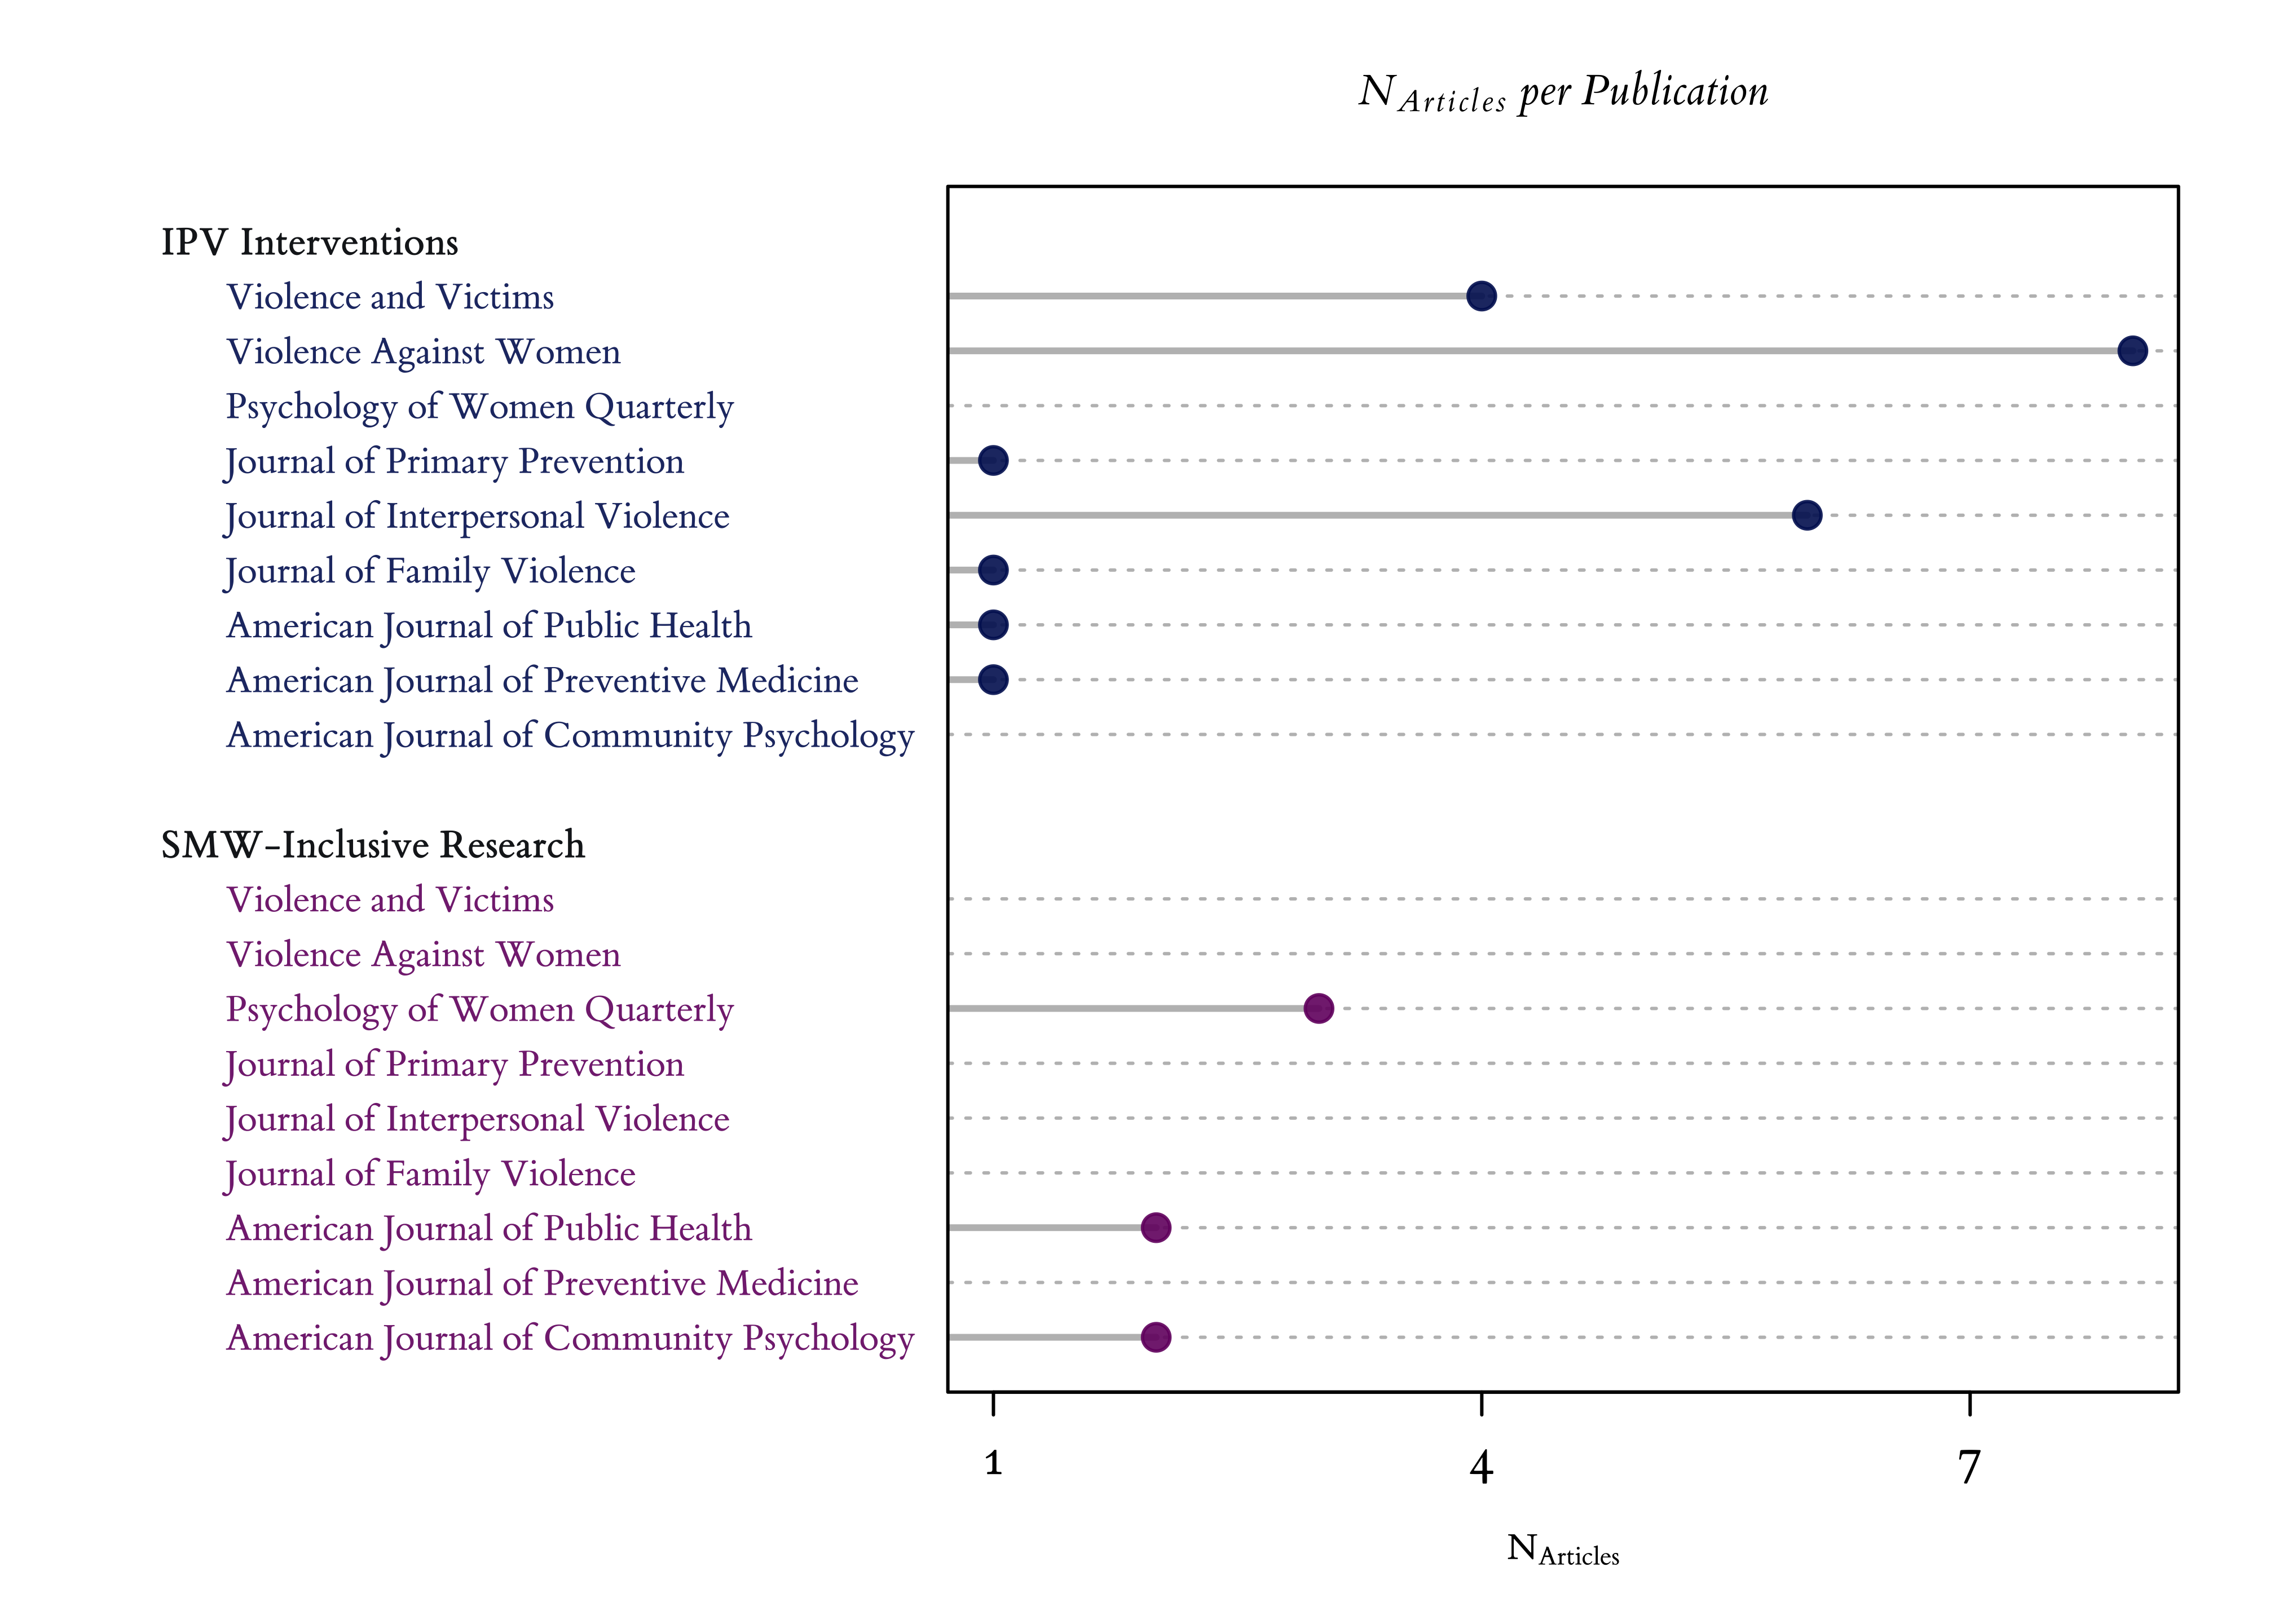 N Articles per Publication
IPV Interventions
Violence and Victims
Violence Against Women
Psychology of Women Quarterly
Journal of Primary Prevention
Journal of Interpersonal Violence
Journal of Family Violence
American Journal of Public Health
American Journal of Preventive Medicine
American Journal of Community Psychology
SMW-Inclusive Research
Violence and Victims
Violence Against Women
Psychology of Women Quarterly
Journal of Primary Prevention
Journal of Interpersonal Violence
Journal of Family Violence
American Journal of Public Health
American Journal of Preventive Medicine
American Journal of Community Psychology
1 4 7
N Articles